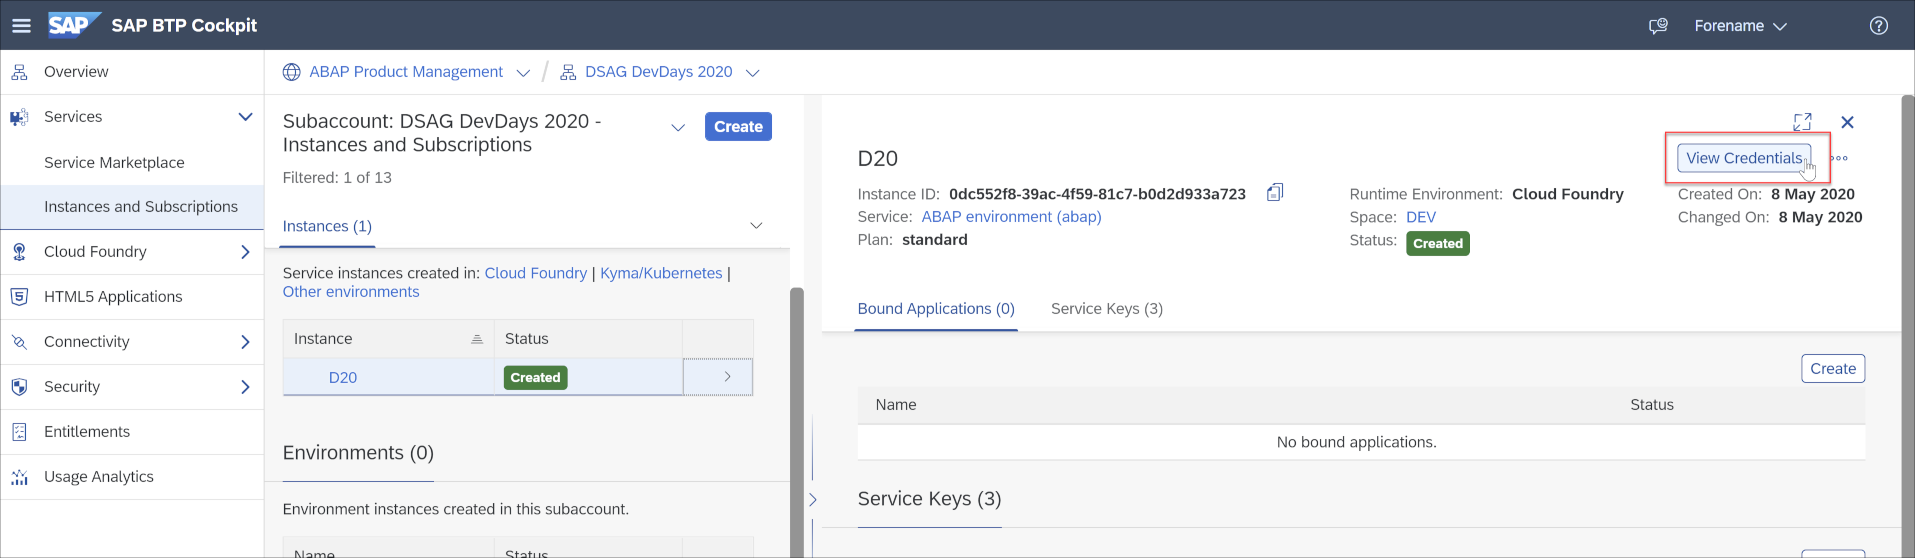 SAP SAP BTP Cockpit
Forename
Overview
Services
Service Marketplace
Instances and Subscriptions
Cloud Foundry
HTML5 Applications
Connectivity
Security
Entitlements
Usage Analytics
ABAP Product Management / DSAG DevDays 2020
Subaccount: DSAG DevDays 2020 -
Instances and Subscriptions
Create
Filtered: 1 of 13
Instances (1)
Service instances created in: Cloud Foundry | Kyma/Kubernetes |
Other environments
Instance Status
D20 Created
Environments (0)
Environment instances created in this subaccount.
Name Status
D20
View Credentials
Instance ID: 0dc552f8-39ac-4f59-81c7-b0d2d933a723
Service: ABAP environment (abap)
Plan: standard
Runtime Environment: Cloud Foundry
Space: DEV
Status: Created
Created On: 8 May 2020
Changed On: 8 May 2020
Bound Applications (0) Service Keys (3)
Create
Name Status
No bound applications.
Service Keys (3)